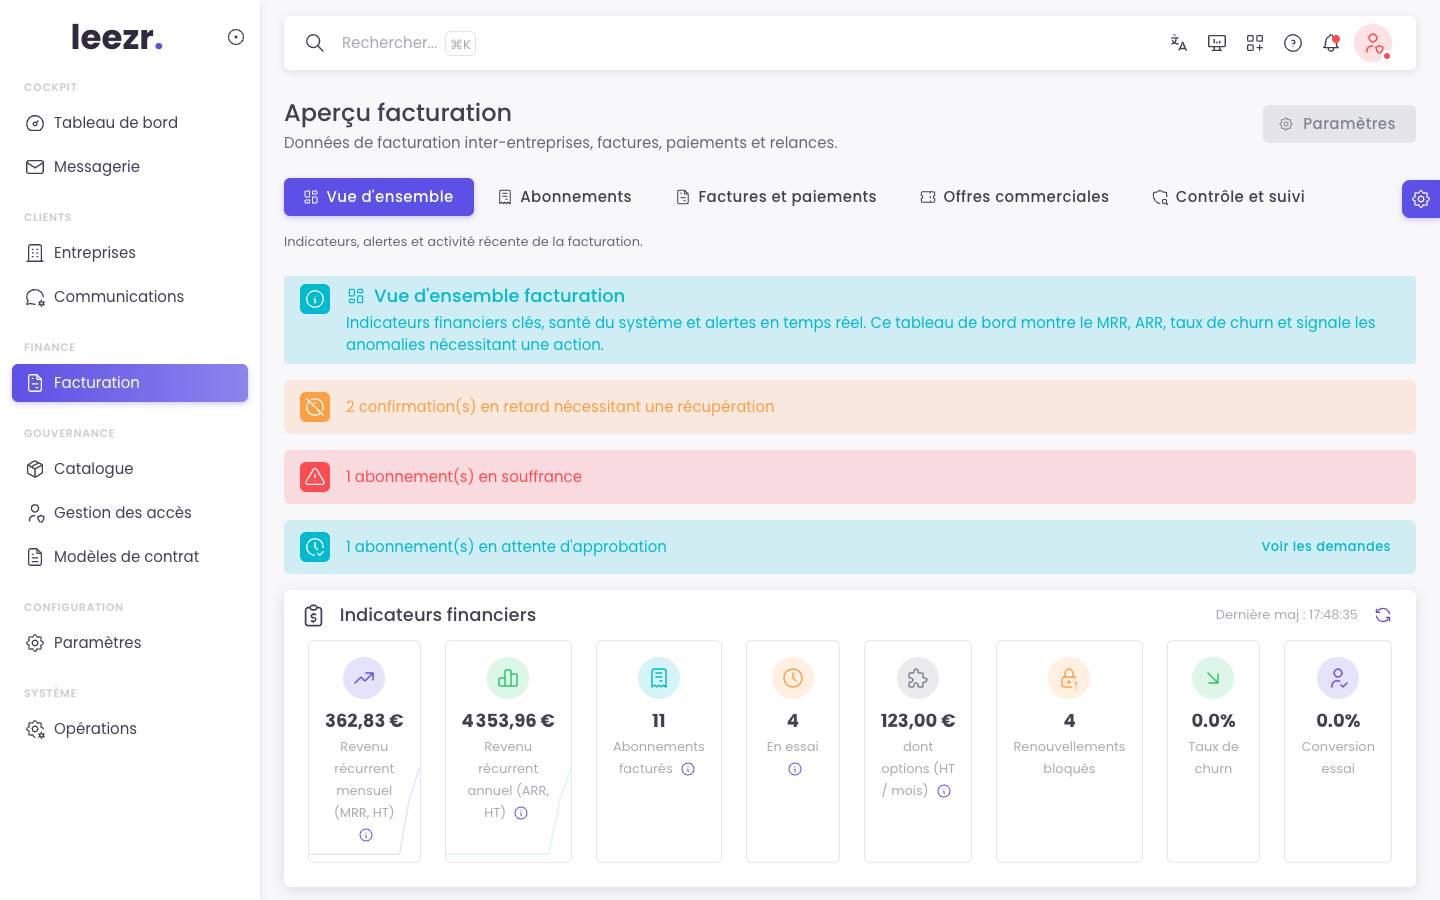 leezr.
Rechercher... ⌘K
COCKPIT
Tableau de bord
Messagerie
CLIENTS
Entreprises
Communications
FINANCE
Facturation
GOUVERNANCE
Catalogue
Gestion des accès
Modèles de contrat
CONFIGURATION
Paramètres
SYSTÈME
Opérations
Aperçu facturation
Données de facturation inter-entreprises, factures, paiements et relances.
Paramètres
Vue d'ensemble
Abonnements
Factures et paiements
Offres commerciales
Contrôle et suivi
Indicateurs, alertes et activité récente de la facturation.
Vue d'ensemble facturation
Indicateurs financiers clés, santé du système et alertes en temps réel. Ce tableau de bord montre le MRR, ARR, taux de churn et signale les
anomalies nécessitant une action.
2 confirmation(s) en retard nécessitant une récupération
1 abonnement(s) en souffrance
1 abonnement(s) en attente d'approbation
Voir les demandes
Indicateurs financiers
Dernière maj : 17:48:35
362,83 €
Revenu
récurrent
mensuel
(MRR, HT)
4 353,96 €
Revenu
récurrent
annuel (ARR,
HT)
11
Abonnements
facturés
4
En essai
123,00 €
dont
options (HT
/ mois)
4
Renouvellements
bloqués
0.0%
Taux de
churn
0.0%
Conversion
essai